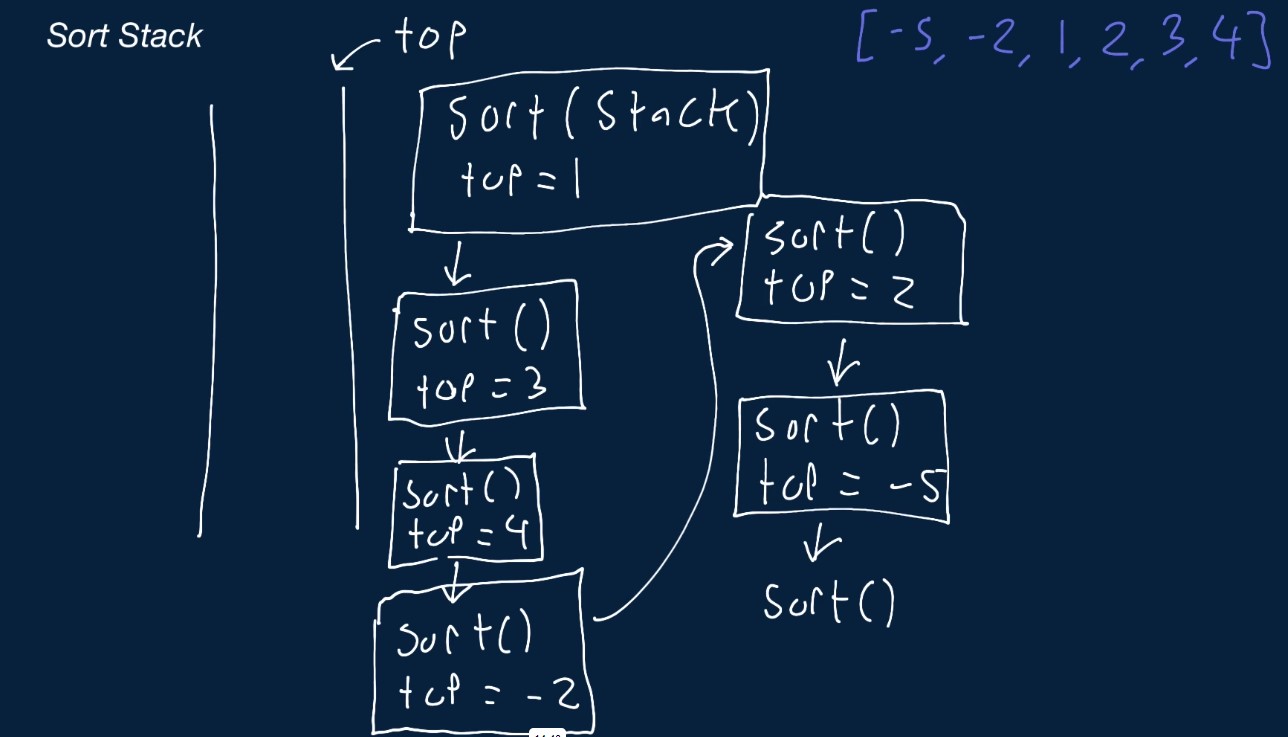 Sort Stack
top
[-5, -2, 1, 2, 3, 4]
sort(stack)
top = 1
sort()
top = 3
sort()
top = 4
sort()
top = -2
sort()
top = 2
sort()
top = -5
sort()